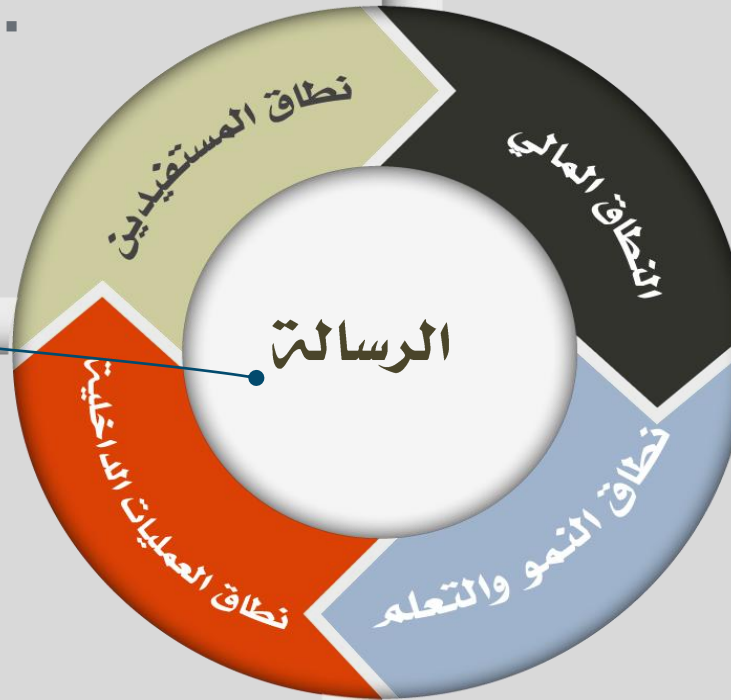 نطاق المستفيدين
النطاق المالي
الرسالة
نطاق العمليات الداخلية
نطاق النمو والتعلم